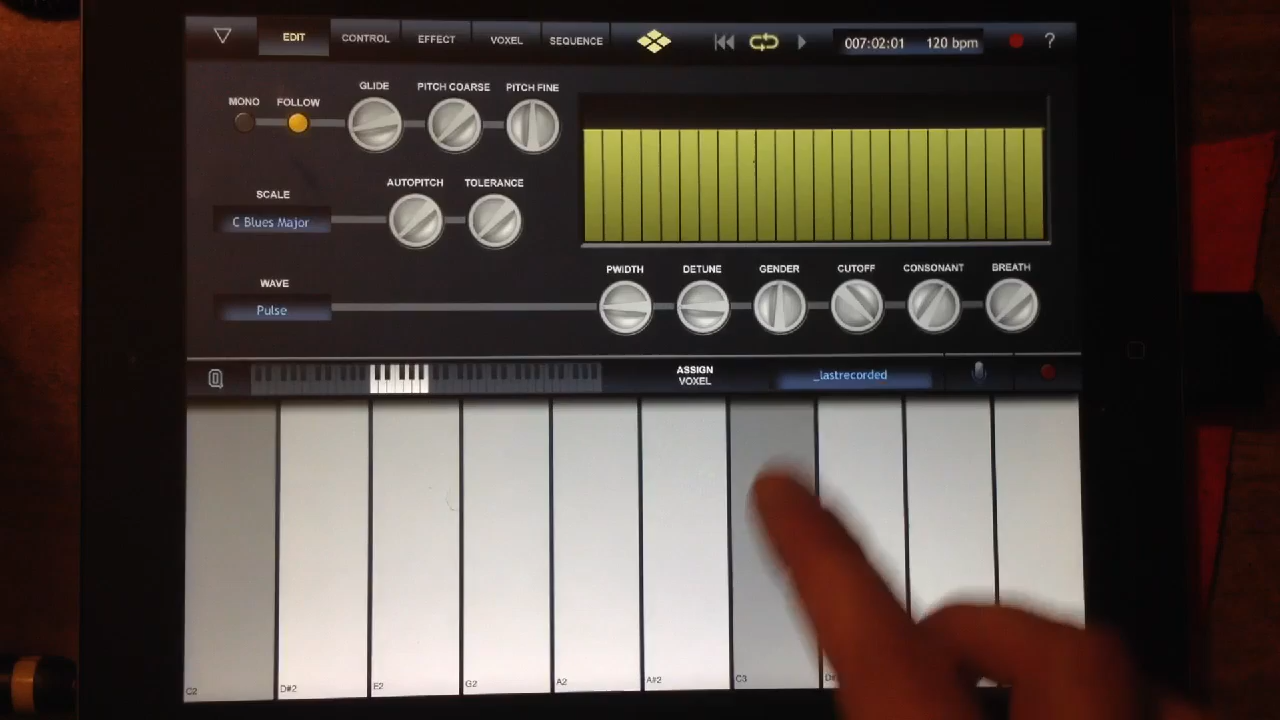 EDIT CONTROL EFFECT VOXEL SEQUENCE 007:02:01 120 bpm ?
MONO FOLLOW GLIDE PITCH COARSE PITCH FINE
SCALE AUTOPITCH TOLERANCE
C Blues Major
WAVE PWIDTH DETUNE GENDER CUTOFF CONSONANT BREATH
Pulse
ASSIGN
VOXEL
_lastrecorded
C2 D#2 E2 G2 A2 A#2 C3